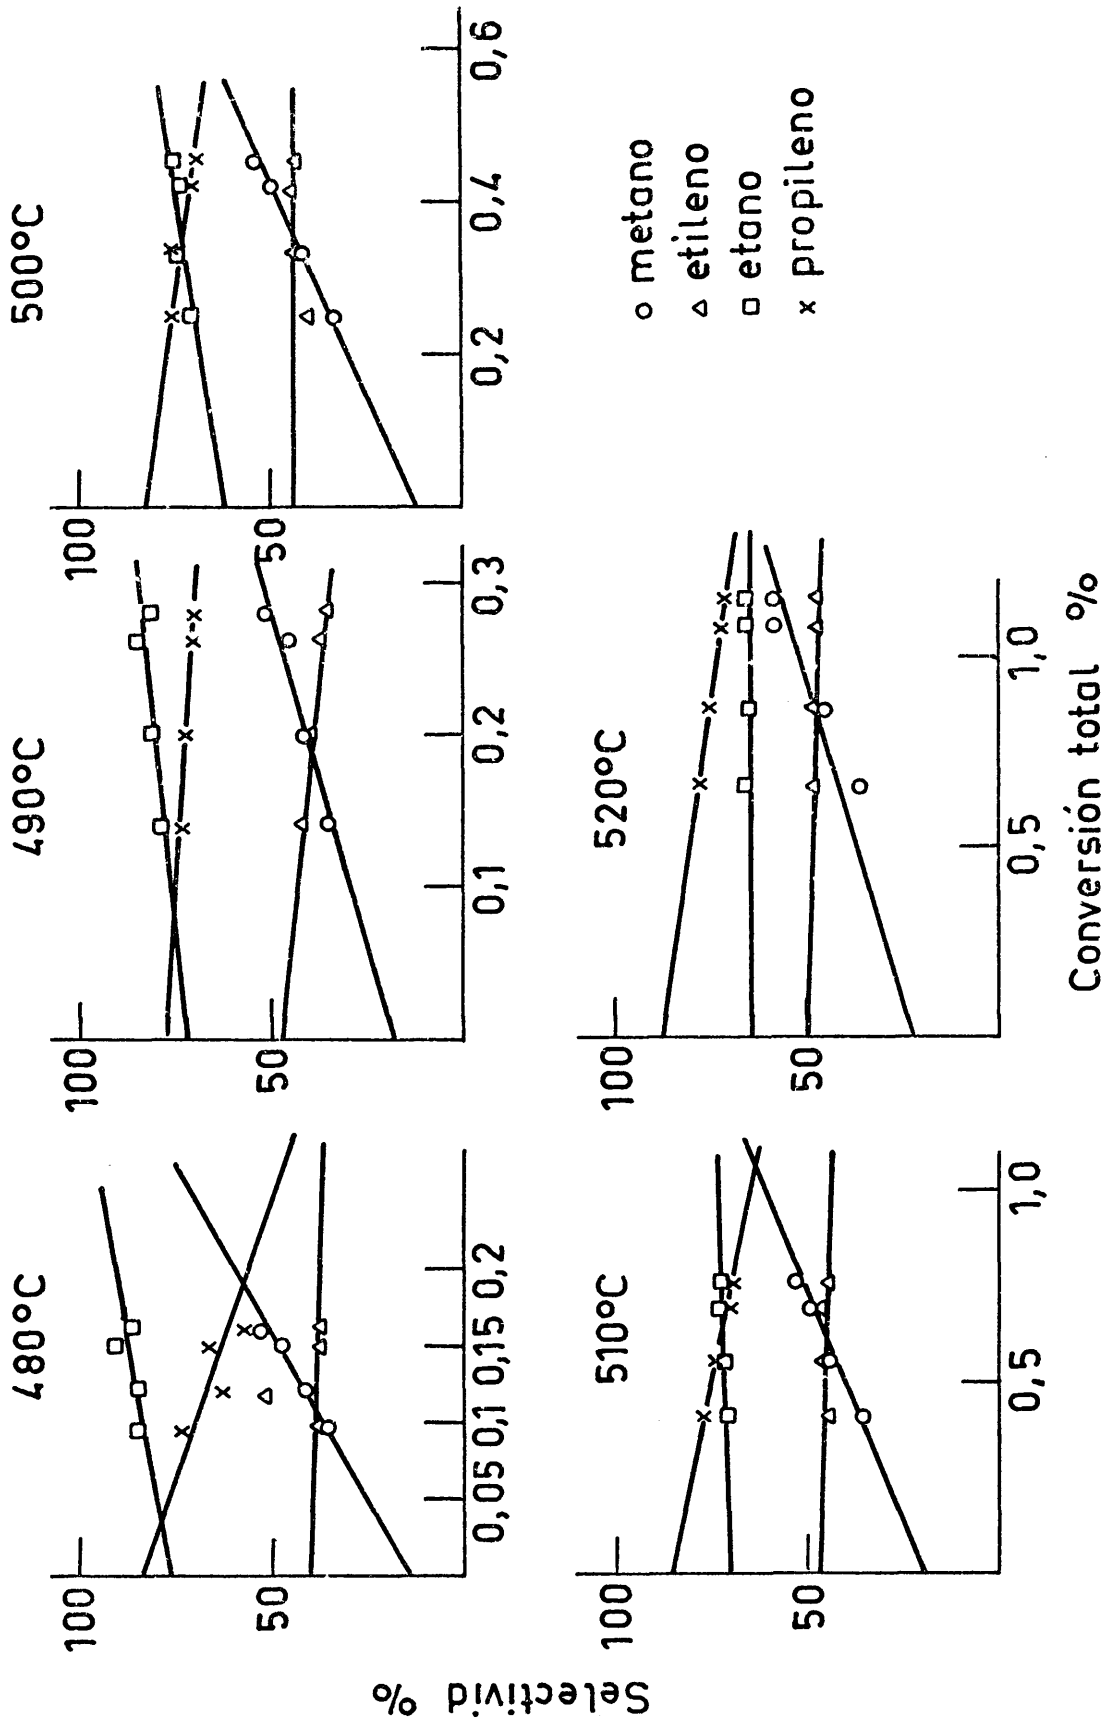 Selectivid %
480°C
100
50
0,05 0,1 0,15 0,2
490°C
100
50
0,1 0,2 0,3
500°C
100
50
0,2 0,4 0,6
510°C
100
50
0,5 1,0
520°C
100
50
0,5 1,0
metano
etileno
etano
propileno
Conversión total %